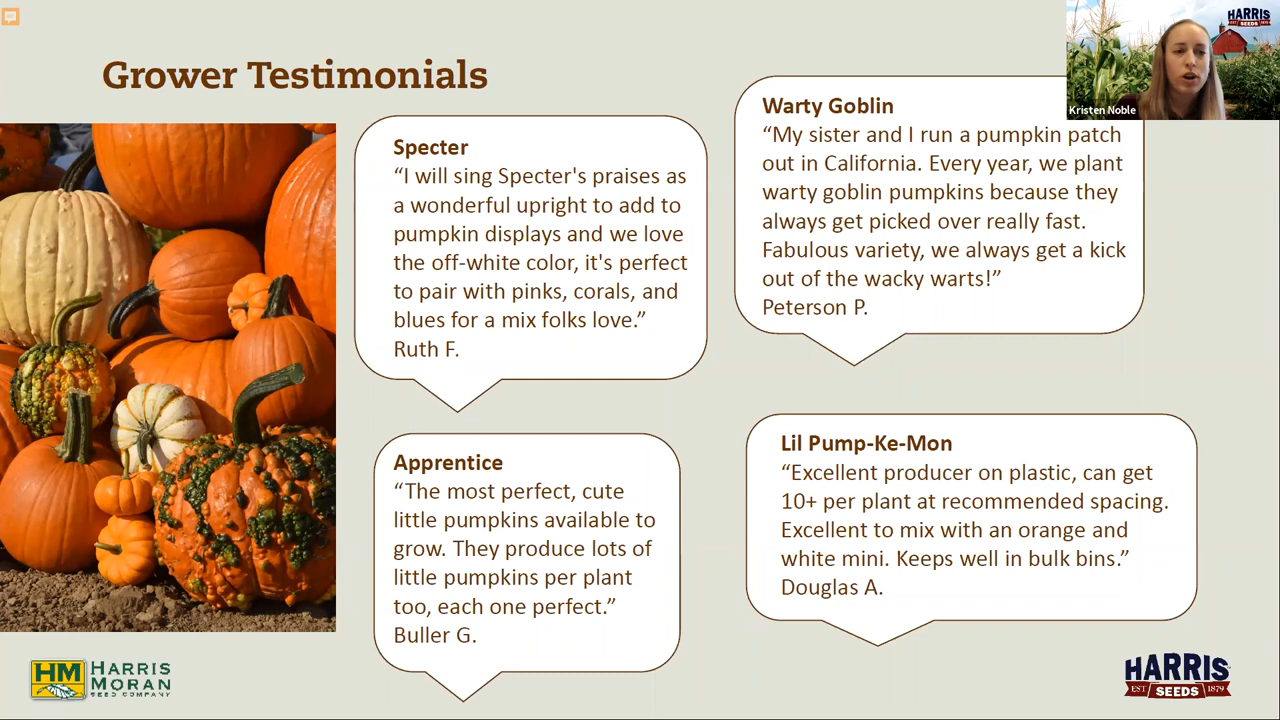 Grower Testimonials
Specter
“I will sing Specter's praises as
a wonderful upright to add to
pumpkin displays and we love
the off-white color, it's perfect
to pair with pinks, corals, and
blues for a mix folks love.”
Ruth F.
Warty Goblin
“My sister and I run a pumpkin patch
out in California. Every year, we plant
warty goblin pumpkins because they
always get picked over really fast.
Fabulous variety, we always get a kick
out of the wacky warts!”
Peterson P.
Apprentice
“The most perfect, cute
little pumpkins available to
grow. They produce lots of
little pumpkins per plant
too, each one perfect.”
Buller G.
Lil Pump-Ke-Mon
“Excellent producer on plastic, can get
10+ per plant at recommended spacing.
Excellent to mix with an orange and
white mini. Keeps well in bulk bins.”
Douglas A.
HARRIS
SEEDS
Kristen Noble
HM HARRIS
MORAN
SEED COMPANY
HARRIS
EST SEEDS 1879